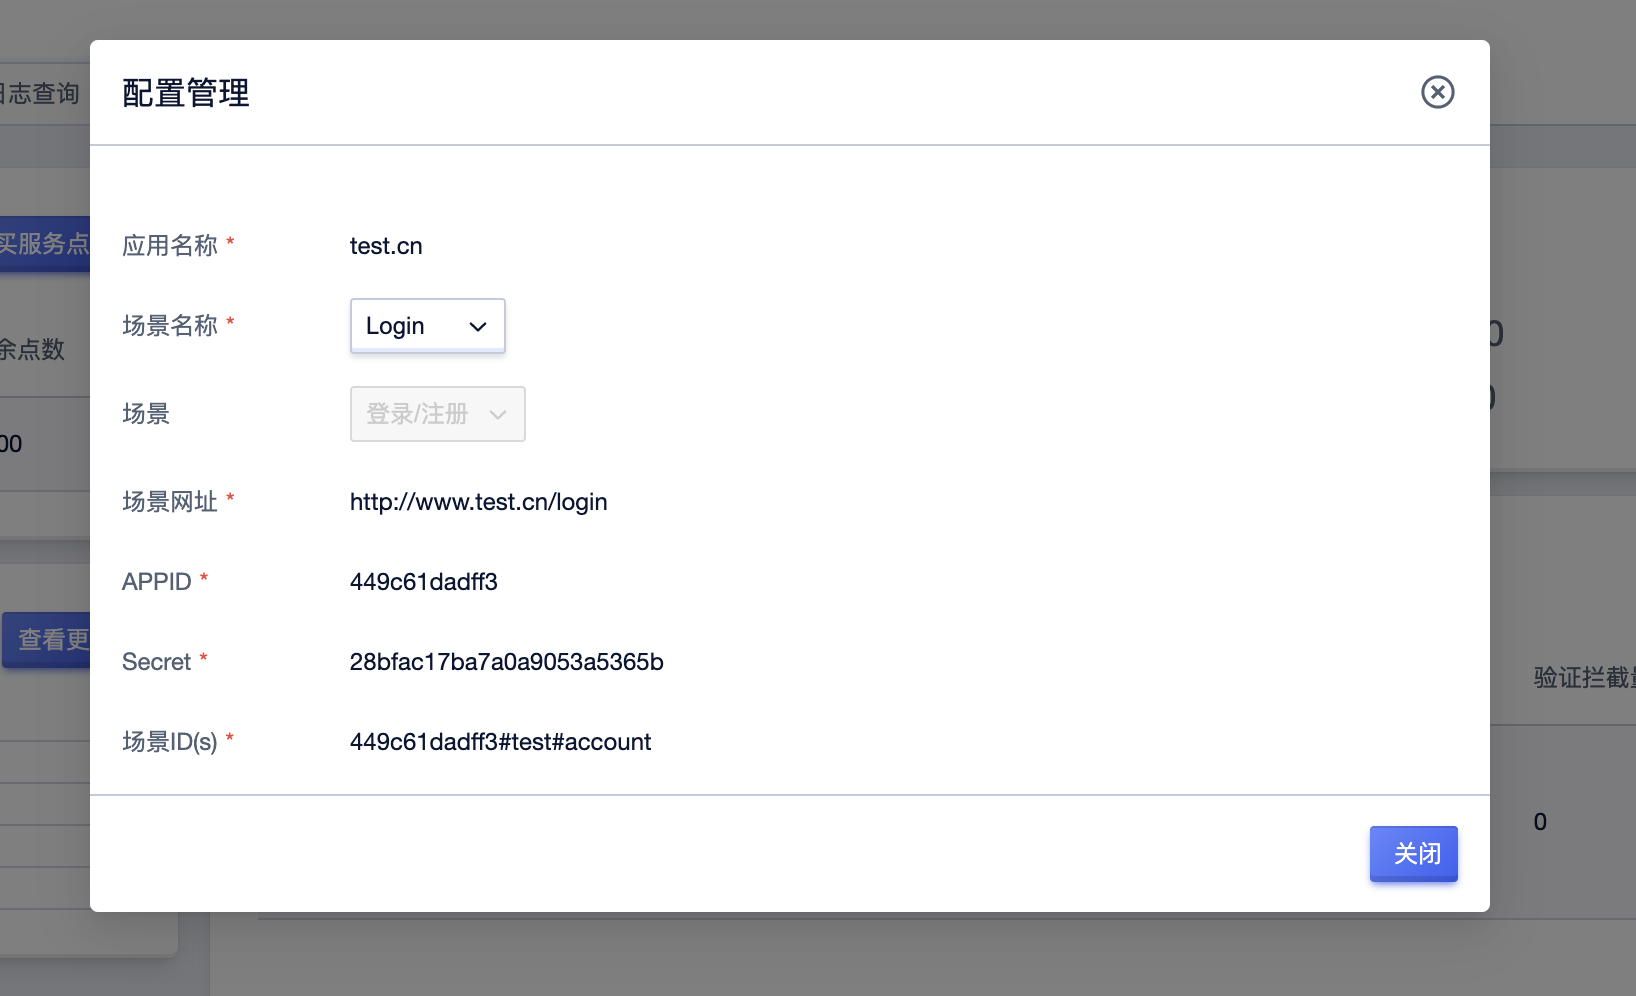 配置管理
日志查询
应用名称 * test.cn
买服务点
场景名称 * Login
余点数
场景 登录/注册
00
场景网址 * http://www.test.cn/login
APPID * 449c61dadff3
查看更
Secret * 28bfac17ba7a0a9053a5365b
验证拦截
场景ID(s) * 449c61dadff3#test#account
0
关闭